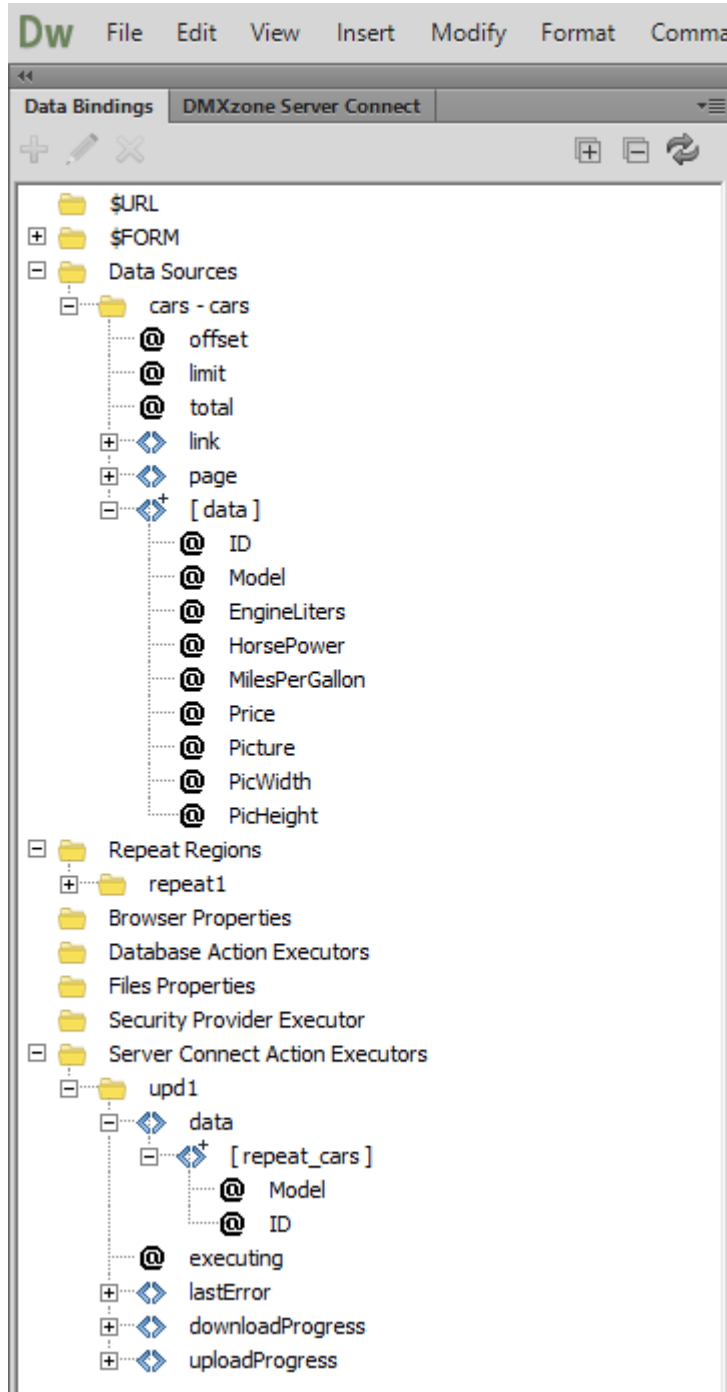 Dw File Edit View Insert Modify Format Comma
Data Bindings DMXzone Server Connect
$URL
$FORM
Data Sources
cars - cars
offset
limit
total
link
page
[ data ]
ID
Model
EngineLiters
HorsePower
MilesPerGallon
Price
Picture
PicWidth
PicHeight
Repeat Regions
repeat1
Browser Properties
Database Action Executors
Files Properties
Security Provider Executor
Server Connect Action Executors
upd1
data
[ repeat_cars ]
Model
ID
executing
lastError
downloadProgress
uploadProgress